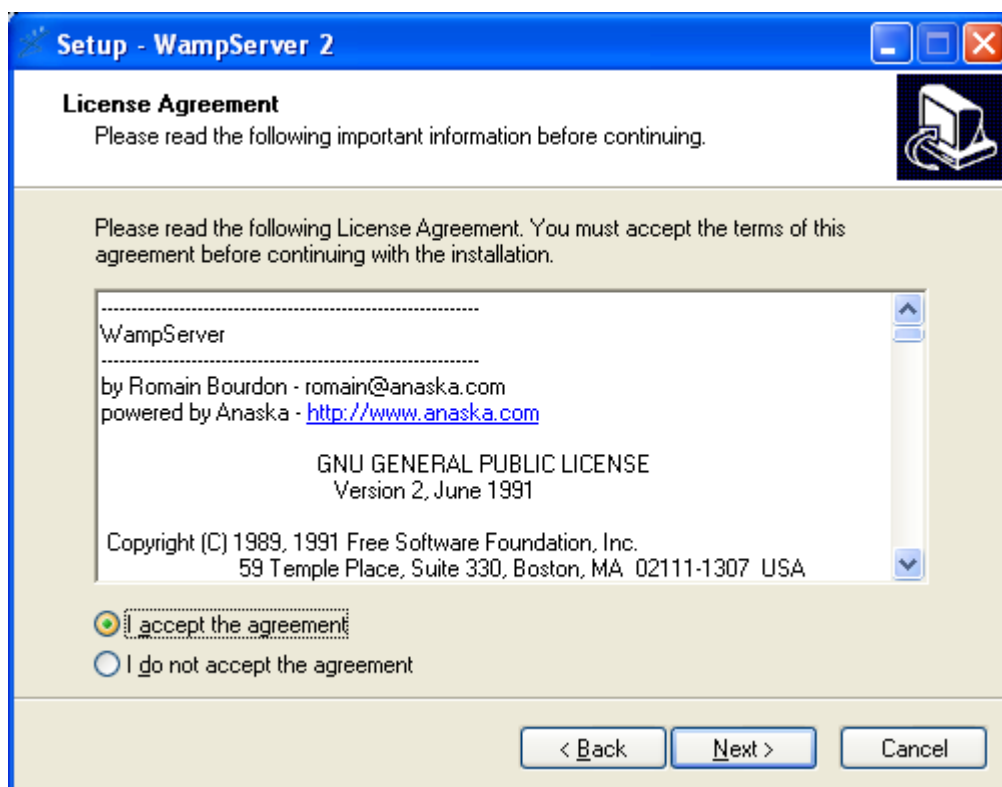 Setup - WampServer 2
License Agreement
Please read the following important information before continuing.
Please read the following License Agreement. You must accept the terms of this
agreement before continuing with the installation.
---------------------------------------------------------------
WampServer
---------------------------------------------------------------
by Romain Bourdon - romain@anaska.com
powered by Anaska - http://www.anaska.com
GNU GENERAL PUBLIC LICENSE
Version 2, June 1991
Copyright (C) 1989, 1991 Free Software Foundation, Inc.
59 Temple Place, Suite 330, Boston, MA 02111-1307 USA
I accept the agreement
I do not accept the agreement
< Back Next > Cancel